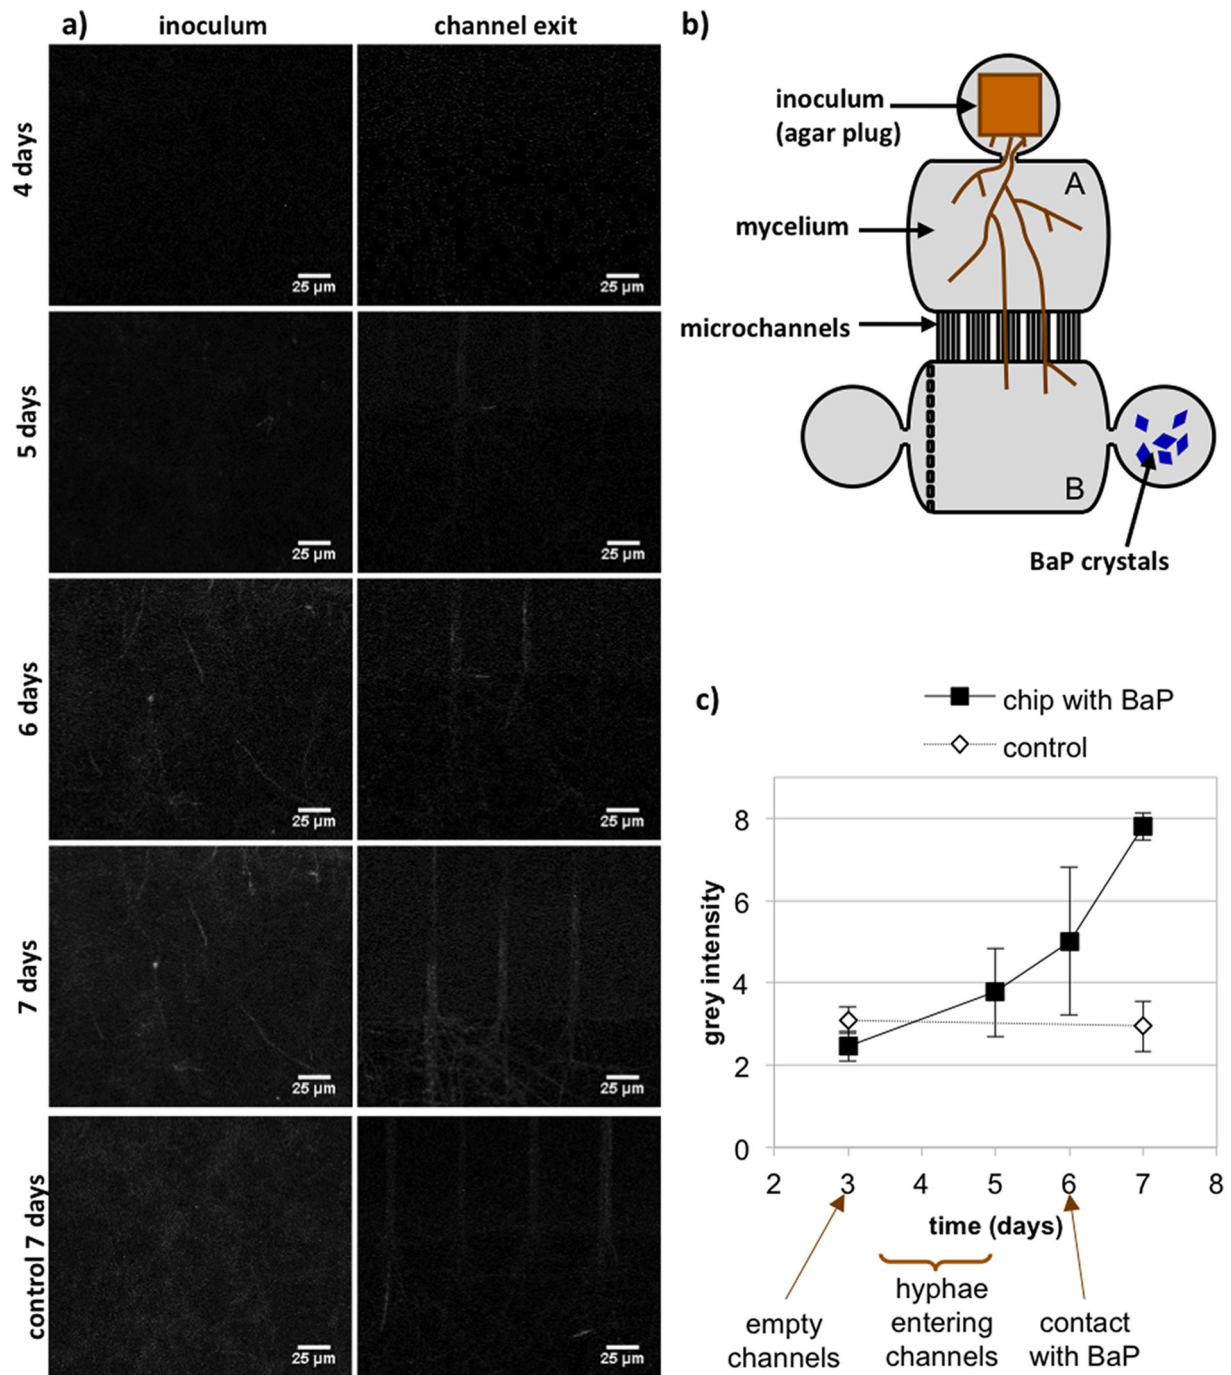 a)
inoculum
channel exit
4 days
25 µm
25 µm
5 days
25 µm
25 µm
6 days
25 µm
25 µm
7 days
25 µm
25 µm
control 7 days
25 µm
25 µm
b)
inoculum
(agar plug)
A
mycelium
microchannels
B
BaP crystals
c)
chip with BaP
control
grey intensity
8
6
4
2
0
2 3 4 5 6 7 8
time (days)
empty
channels
hyphae
entering
channels
contact
with BaP